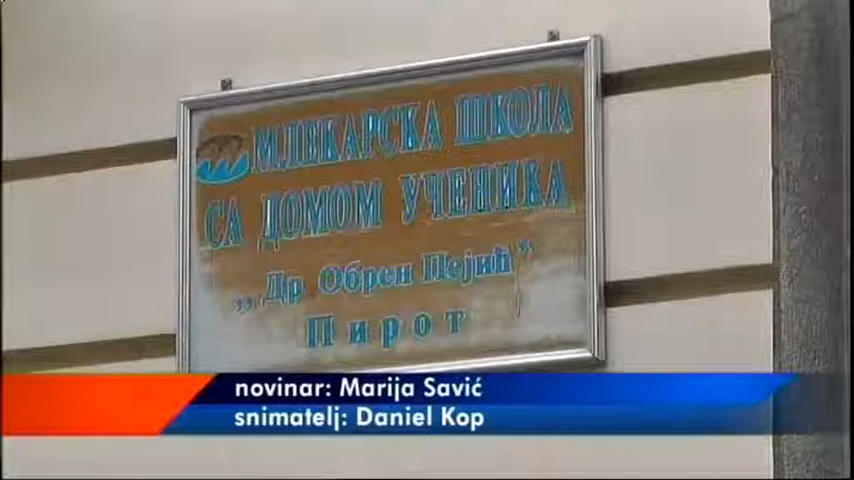 МЛЕКАРСКА ШКОЛА
СА ДОМОМ УЧЕНИКА
„Др Обрен Пејић”
Пирот
novinar: Marija Savić
snimatelj: Daniel Kop